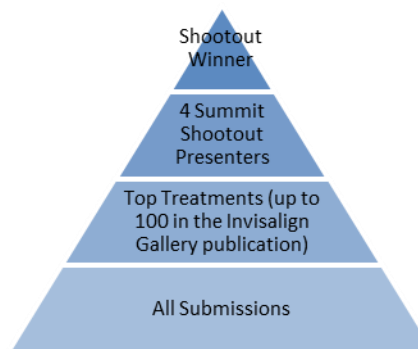 Shootout
Winner
4 Summit
Shootout
Presenters
Top Treatments (up to
100 in the Invisalign
Gallery publication)
All Submissions